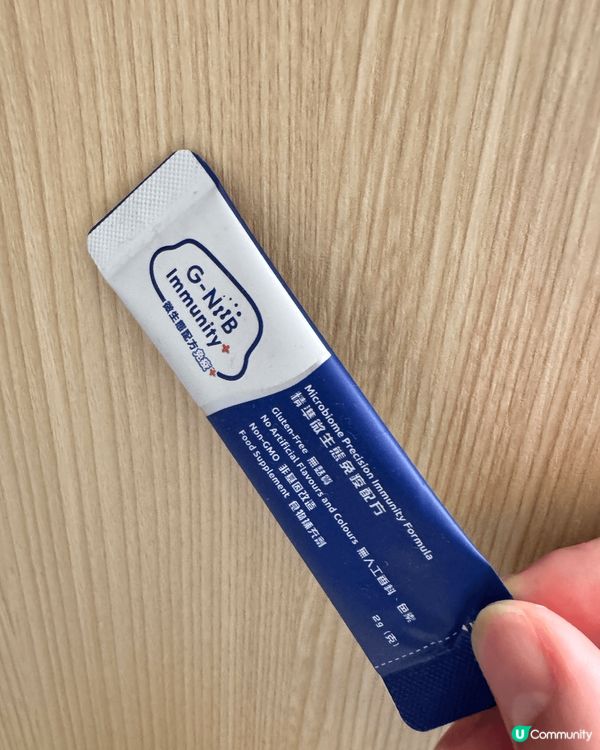 G-NiiB
Immunity+
微生態配方免疫+
Microbiome Precision Immunity Formula
精準微生態免疫配方
Gluten-Free 無麩質
No Artificial Flavours and Colours 無人工香料、色素
Non-GMO 非基因改造
Food Supplement 食物補充劑
2g (克)
U Community